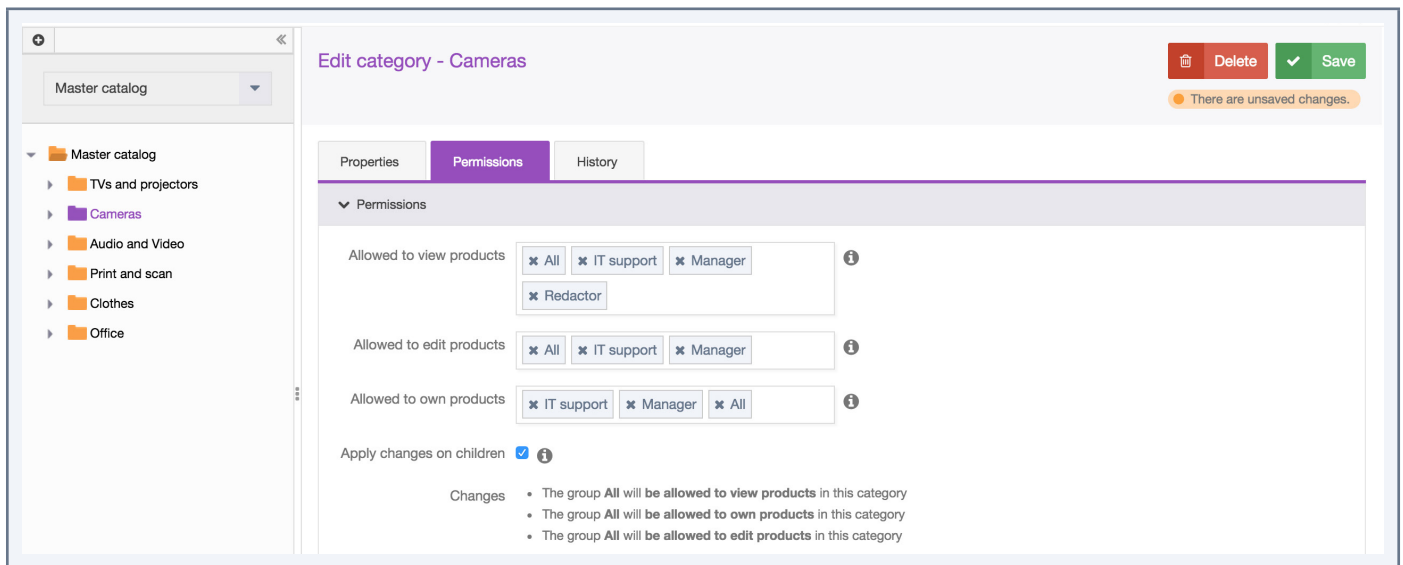 Master catalog
Master catalog
TVs and projectors
Cameras
Audio and Video
Print and scan
Clothes
Office
Edit category - Cameras
Delete
Save
There are unsaved changes.
Properties
Permissions
History
Permissions
Allowed to view products
All
IT support
Manager
Redactor
Allowed to edit products
All
IT support
Manager
Allowed to own products
IT support
Manager
All
Apply changes on children
Changes
The group All will be allowed to view products in this category
The group All will be allowed to own products in this category
The group All will be allowed to edit products in this category